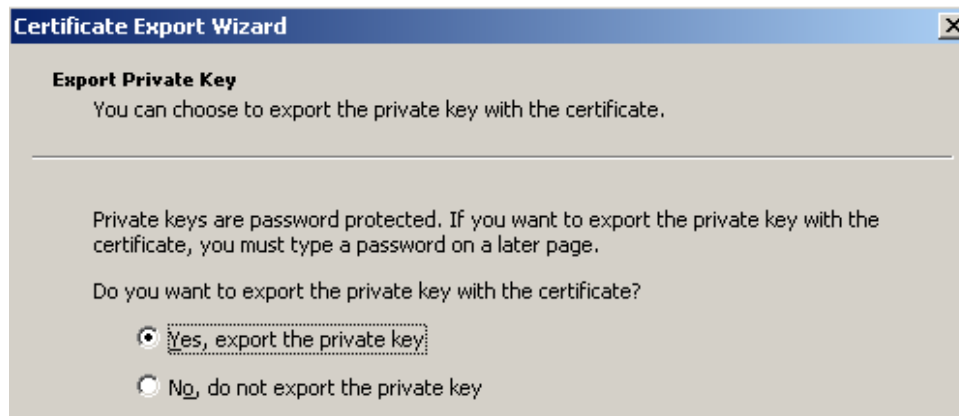 Certificate Export Wizard
Export Private Key
You can choose to export the private key with the certificate.
Private keys are password protected. If you want to export the private key with the
certificate, you must type a password on a later page.
Do you want to export the private key with the certificate?
Yes, export the private key
No, do not export the private key